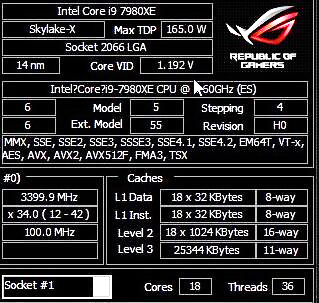 Intel Core i9 7980XE
Skylake-X Max TDP 165.0 W
Socket 2066 LGA
14 nm Core VID 1.192 V
REPUBLIC OF
GAMERS
Intel?Core?i9-7980XE CPU @ 60GHz (ES)
6 Model 5 Stepping 4
6 Ext. Model 55 Revision H0
MMX, SSE, SSE2, SSE3, SSSE3, SSE4.1, SSE4.2, EM64T, VT-x,
AES, AVX, AVX2, AVX512F, FMA3, TSX
#0) Caches
3399.9 MHz L1 Data 18 x 32 KBytes 8-way
x 34.0 ( 12 - 42 ) L1 Inst. 18 x 32 KBytes 8-way
100.0 MHz Level 2 18 x 1024 KBytes 16-way
Level 3 25344 KBytes 11-way
Socket #1 Cores 18 Threads 36